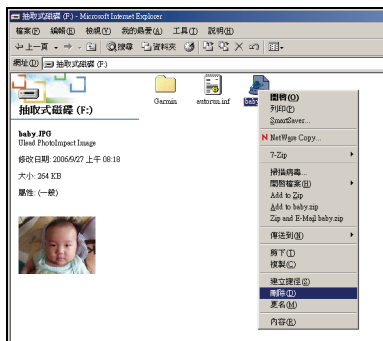 抽取式磁碟 (F:) - Microsoft Internet Explorer
檔案(F) 編輯(E) 檢視(V) 我的最愛(A) 工具(T) 說明(H)
上一頁 搜尋 資料夾
網址(D) 抽取式磁碟 (F:)
抽取式磁碟 (F:)
baby.JPG
Ulead PhotoImpact Image
修改日期: 2006/9/27 上午 08:18
大小: 264 KB
屬性: (一般)
Garmin
autorun.inf
baby
開啟(O)
列印(P)
SmartSaver...
NetWare Copy...
7-Zip
掃描病毒...
開啟檔案(H)
Add to Zip
Add to baby.zip
Zip and E-Mail baby.zip
傳送到(N)
剪下(T)
複製(C)
建立捷徑(S)
刪除(D)
更名(M)
內容(R)